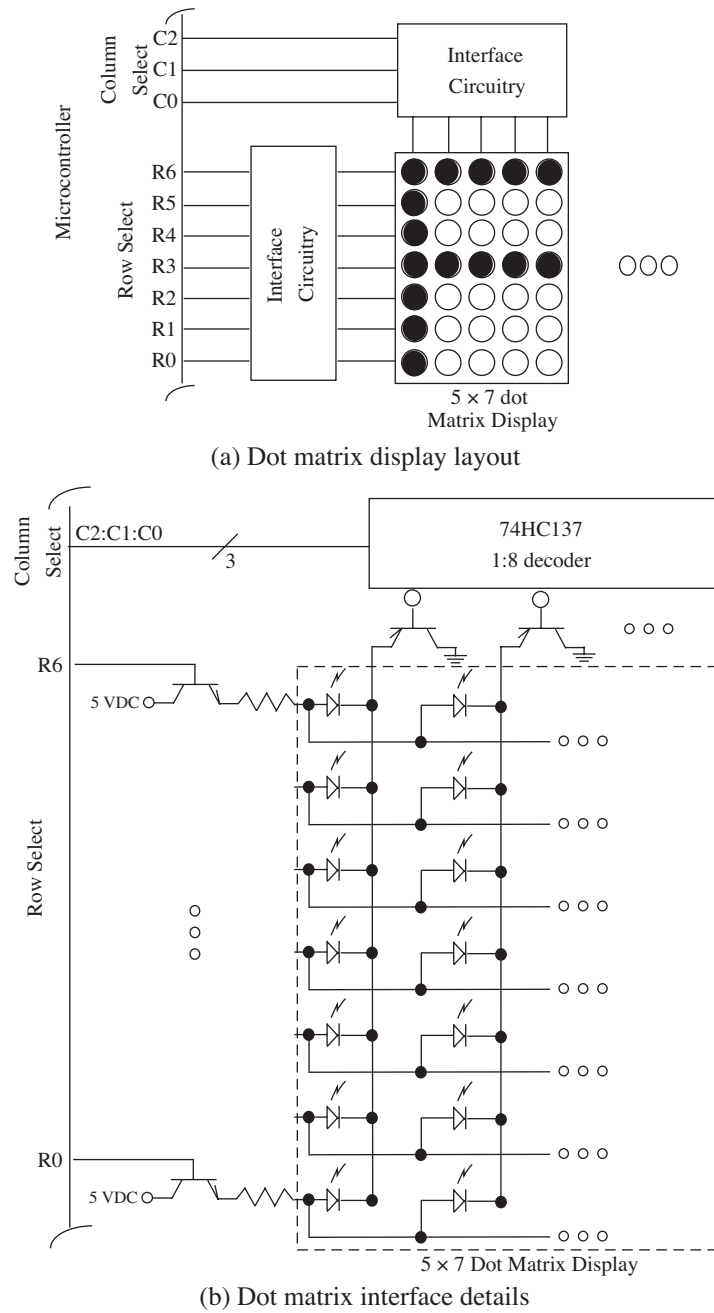 Microcontroller
Column
Select
C2
C1
C0
Interface
Circuitry
Row Select
R6
R5
R4
R3
R2
R1
R0
Interface
Circuitry
5 × 7 dot
Matrix Display
(a) Dot matrix display layout
Column
Select
C2:C1:C0
3
74HC137
1:8 decoder
R6
5 VDC
Row Select
R0
5 VDC
5 × 7 Dot Matrix Display
(b) Dot matrix interface details